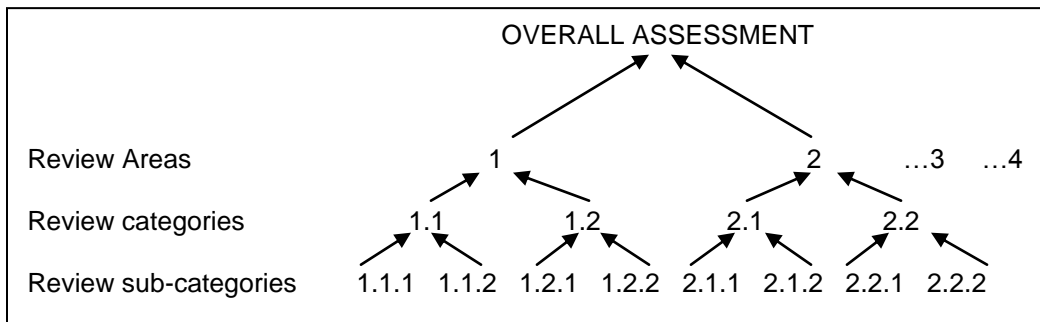 OVERALL ASSESSMENT
Review Areas 1 2 …3 …4
Review categories 1.1 1.2 2.1 2.2
Review sub-categories 1.1.1 1.1.2 1.2.1 1.2.2 2.1.1 2.1.2 2.2.1 2.2.2